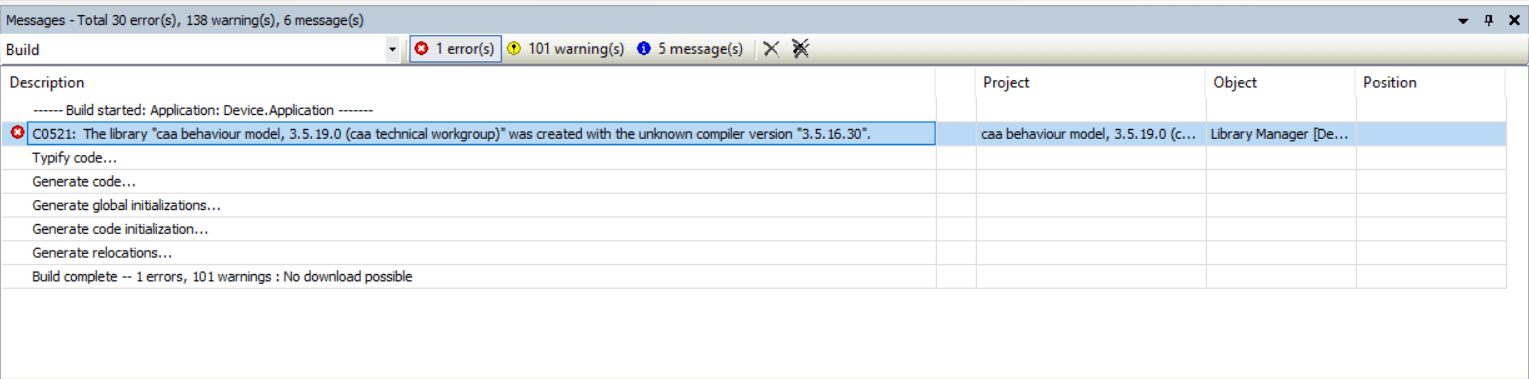 Messages - Total 30 error(s), 138 warning(s), 6 message(s)
Build 1 error(s) 101 warning(s) 5 message(s)
Description Project Object Position
------ Build started: Application: Device.Application -------
C0521: The library "caa behaviour model, 3.5.19.0 (caa technical workgroup)" was created with the unknown compiler version "3.5.16.30". caa behaviour model, 3.5.19.0 (c... Library Manager [De...
Typify code...
Generate code...
Generate global initializations...
Generate code initialization...
Generate relocations...
Build complete -- 1 errors, 101 warnings : No download possible